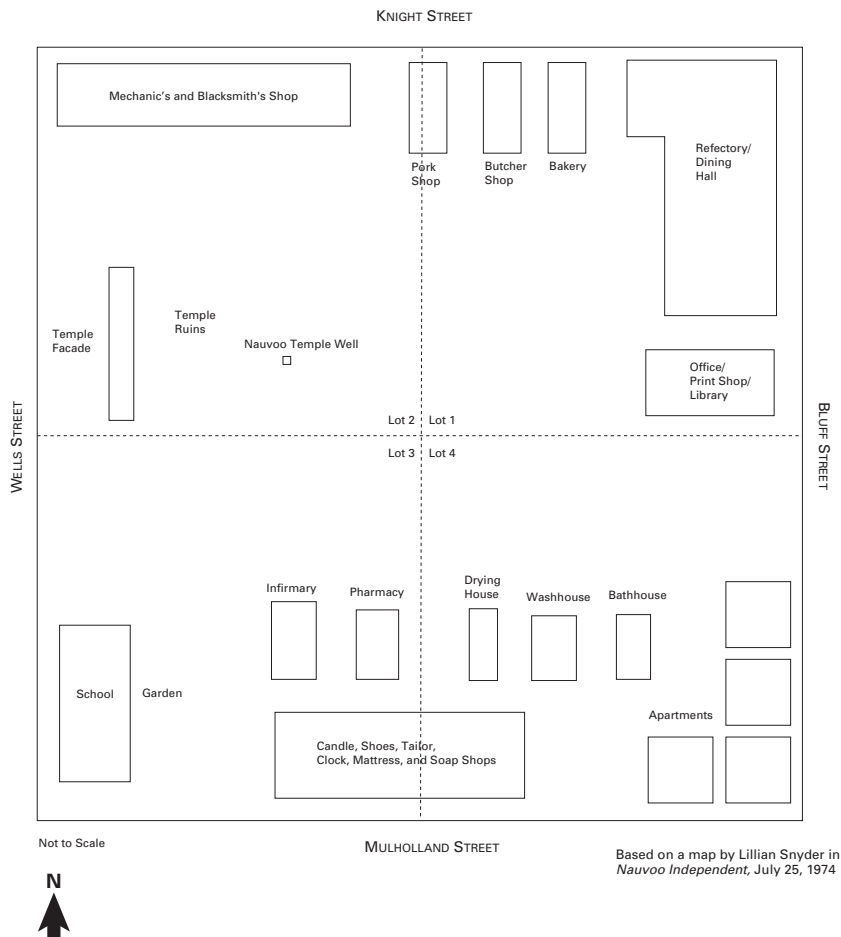 KNIGHT STREET
Mechanic's and Blacksmith's Shop
Pork
Shop
Butcher
Shop
Bakery
Refectory/
Dining
Hall
Temple
Facade
Temple
Ruins
Nauvoo Temple Well
Office/
Print Shop/
Library
WELLS STREET
BLUFF STREET
Lot 2
Lot 1
Lot 3
Lot 4
Infirmary
Pharmacy
Drying
House
Washhouse
Bathhouse
School
Garden
Apartments
Candle, Shoes, Tailor,
Clock, Mattress, and Soap Shops
Not to Scale
MULHOLLAND STREET
Based on a map by Lillian Snyder in
Nauvoo Independent, July 25, 1974
N